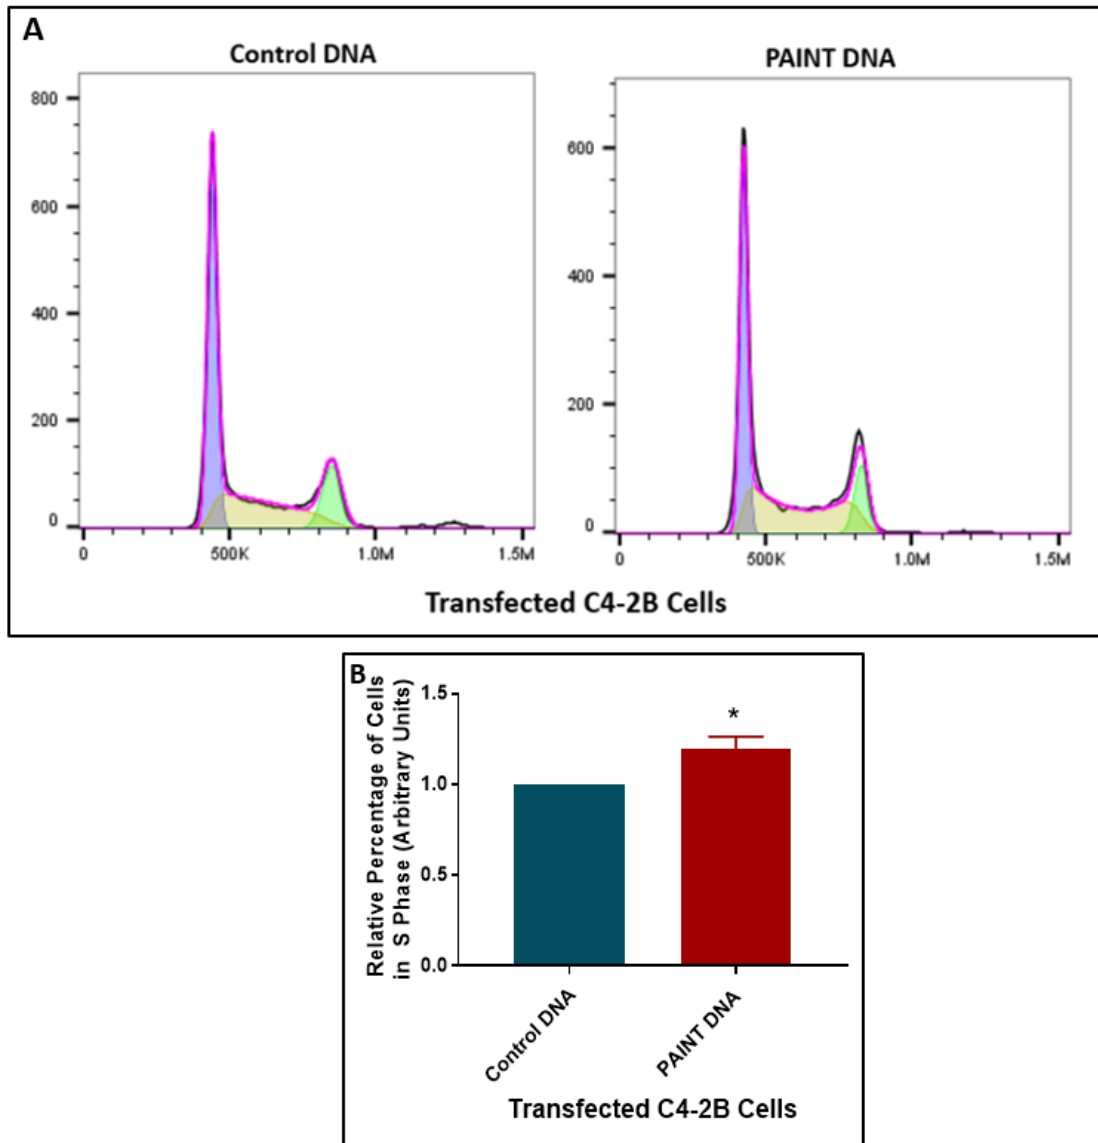 A
Control DNA
PAINT DNA
800
600
400
200
0
0
500K
1.0M
1.5M
600
400
200
0
0
500K
1.0M
1.5M
Transfected C4-2B Cells
B
Relative Percentage of Cells
in S Phase (Arbitrary Units)
1.5
1.0
0.5
0.0
*
Control DNA
PAINT DNA
Transfected C4-2B Cells